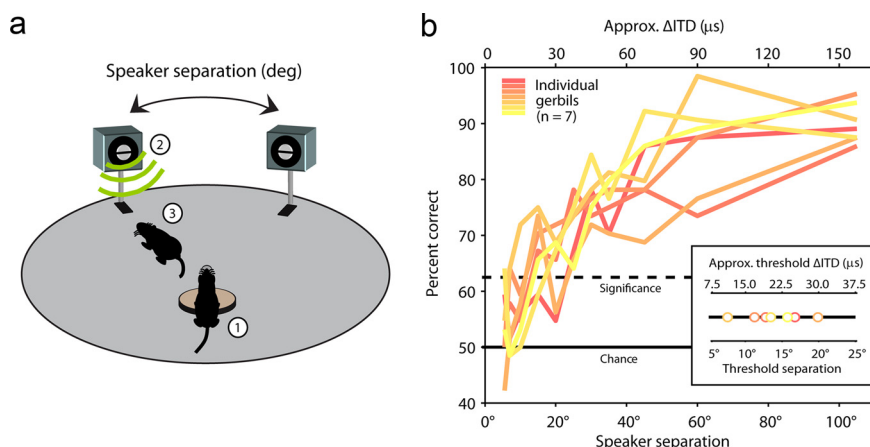 a
Speaker separation (deg)
2
3
1
b
Approx. ΔITD (μs)
0 30 60 90 120 150
100
90
80
70
60
50
40
Percent correct
Individual
gerbils
(n = 7)
Significance
Chance
Approx. threshold ΔITD (μs)
7.5 15.0 22.5 30.0 37.5
5° 10° 15° 20° 25°
Threshold separation
0° 20° 40° 60° 80° 100°
Speaker separation